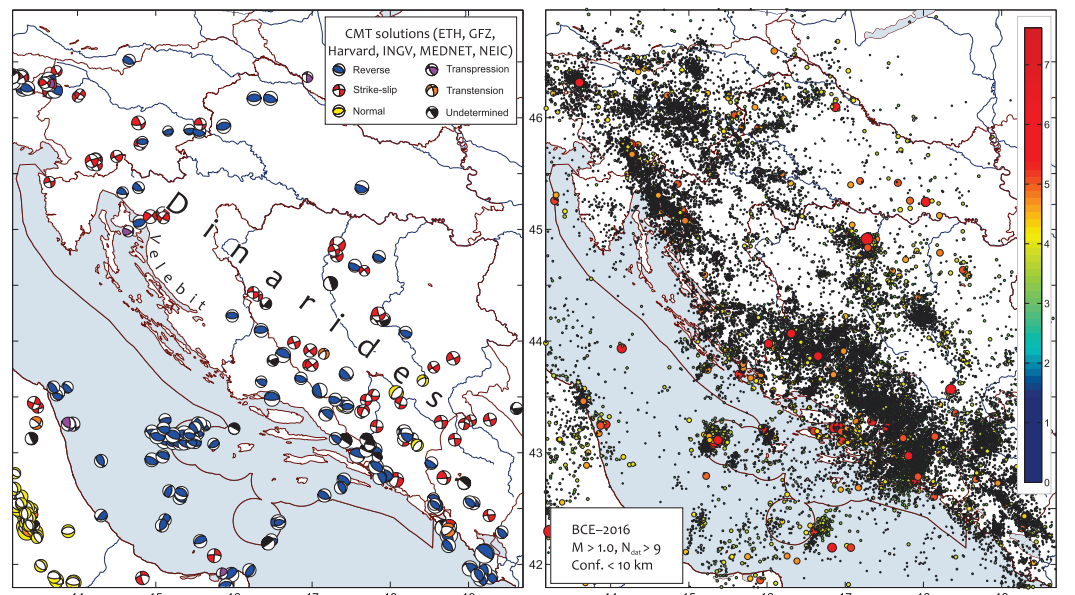 CMT solutions (ETH, GFZ,
Harvard, INGV, MEDNET, NEIC)
Reverse
Transpression
Strike-slip
Transtension
Normal
Undetermined
Dinarides
Velebit
46
45
44
43
42
7
6
5
4
3
2
1
0
BCE–2016
M > 1.0, Ndat > 9
Conf. < 10 km